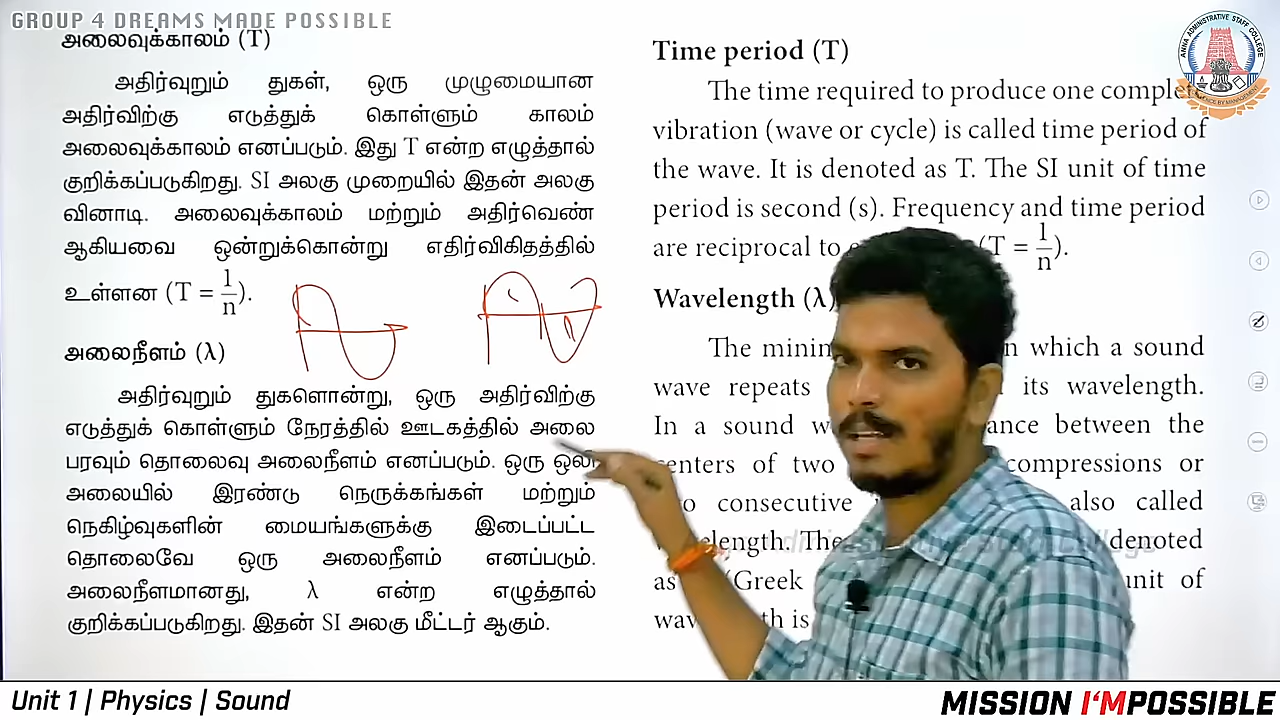 GROUP 4 DREAMS MADE POSSIBLE
அலைவுக்காலம் (T)
அதிர்வுறும் துகள், ஒரு முழுமையான
அதிர்விற்கு எடுத்துக் கொள்ளும் காலம்
அலைவுக்காலம் எனப்படும். இது T என்ற எழுத்தால்
குறிக்கப்படுகிறது. SI அலகு முறையில் இதன் அலகு
வினாடி. அலைவுக்காலம் மற்றும் அதிர்வெண்
ஆகியவை ஒன்றுக்கொன்று எதிர்விகிதத்தில்
உள்ளன (T = 1/n).
அலைநீளம் (λ)
அதிர்வுறும் துகளொன்று, ஒரு அதிர்விற்கு
எடுத்துக் கொள்ளும் நேரத்தில் ஊடகத்தில் அலை
பரவும் தொலைவு அலைநீளம் எனப்படும். ஒரு ஒலி
அலையில் இரண்டு நெருக்கங்கள் மற்றும்
நெகிழ்வுகளின் மையங்களுக்கு இடைப்பட்ட
தொலைவே ஒரு அலைநீளம் எனப்படும்.
அலைநீளமானது, λ என்ற எழுத்தால்
குறிக்கப்படுகிறது. இதன் SI அலகு மீட்டர் ஆகும்.
Time period (T)
The time required to produce one complete
vibration (wave or cycle) is called time period of
the wave. It is denoted as T. The SI unit of time
period is second (s). Frequency and time period
are reciprocal to (T = 1/n).
Wavelength (λ)
The which a sound
wave repeats its wavelength.
In a sound between the
centers of two compressions or
consecutive also called
The denoted
as (Greek unit of
is
ANNA ADMINISTRATIVE STAFF COLLEGE
Unit 1 | Physics | Sound
MISSION I'MPOSSIBLE